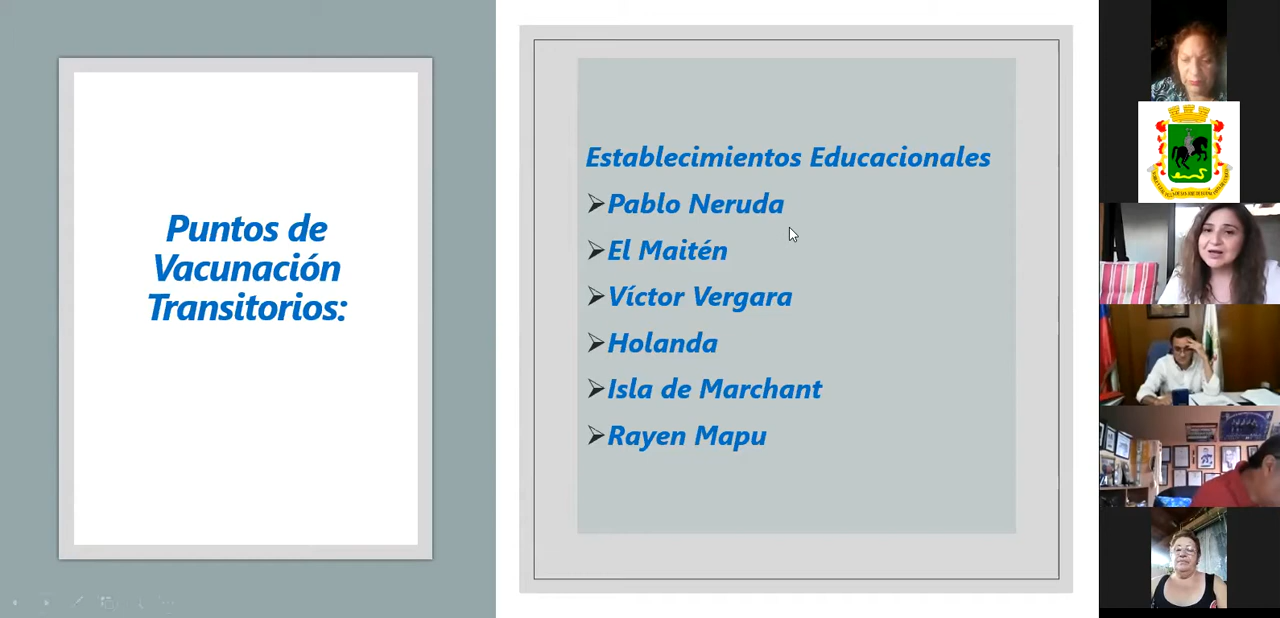 Puntos de
Vacunación
Transitorios:
Establecimientos Educacionales
Pablo Neruda
El Maitén
Víctor Vergara
Holanda
Isla de Marchant
Rayen Mapu